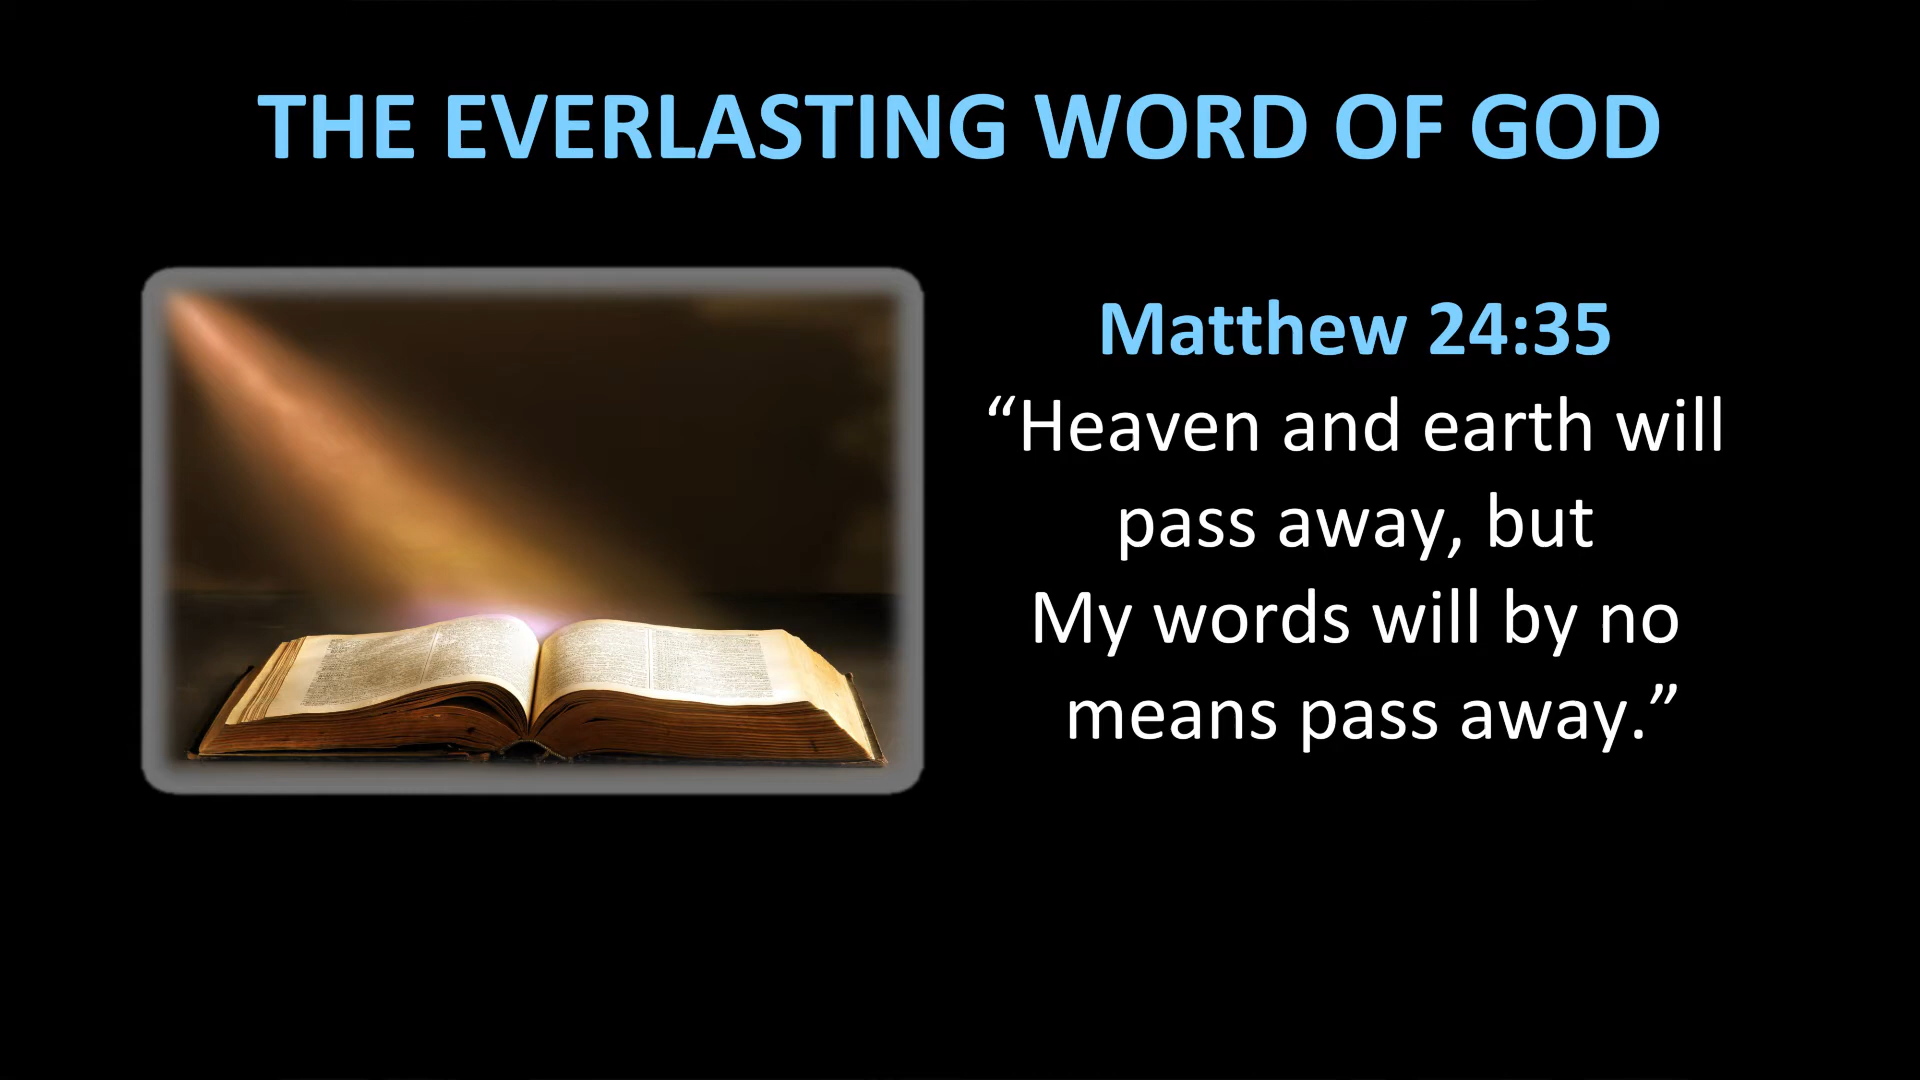 THE EVERLASTING WORD OF GOD
Matthew 24:35
“Heaven and earth will
pass away, but
My words will by no
means pass away.”